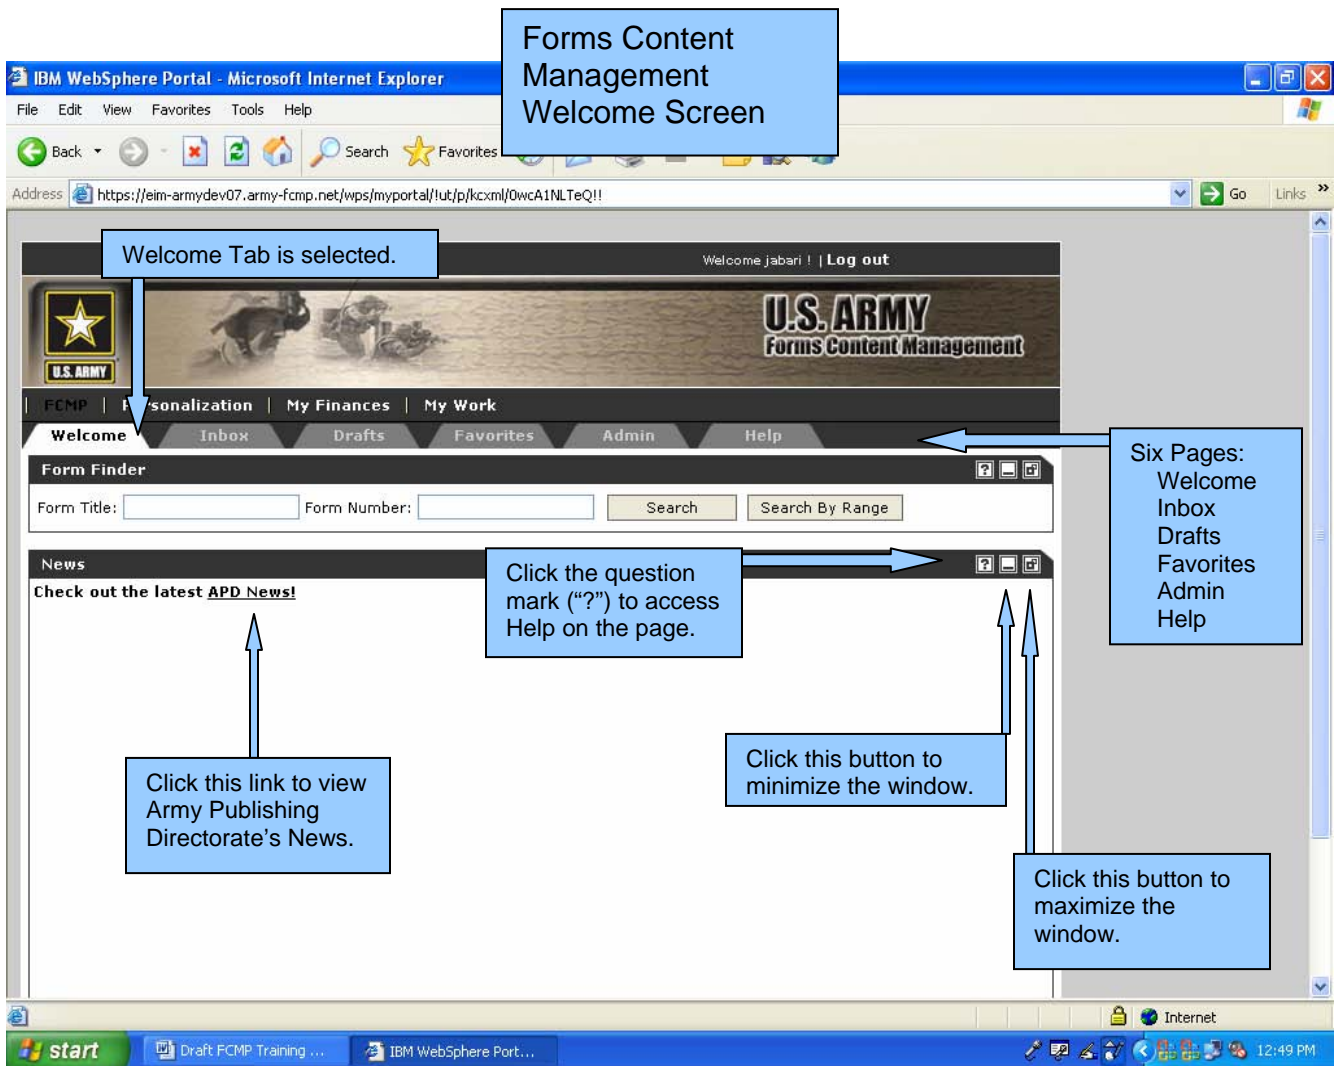 Forms Content
Management
Welcome Screen
IBM WebSphere Portal - Microsoft Internet Explorer
File Edit View Favorites Tools Help
Back Search Favorites
Address https://eim-armydev07.army-fcmp.net/wps/myportal/!ut/p/kcxml/0wcA1NLTeQ!! Go Links »
Welcome Tab is selected.
Welcome jabari ! | Log out
U.S. ARMY
Forms Content Management
U.S. ARMY
| FCMP | Personalization | My Finances | My Work
Welcome Inbox Drafts Favorites Admin Help
Six Pages:
Welcome
Inbox
Drafts
Favorites
Admin
Help
Form Finder ?
Form Title: Form Number: Search Search By Range
News ?
Check out the latest APD News!
Click the question
mark (“?”) to access
Help on the page.
Click this button to
minimize the window.
Click this link to view
Army Publishing
Directorate’s News.
Click this button to
maximize the
window.
Internet
start Draft FCMP Training ... IBM WebSphere Port... 12:49 PM